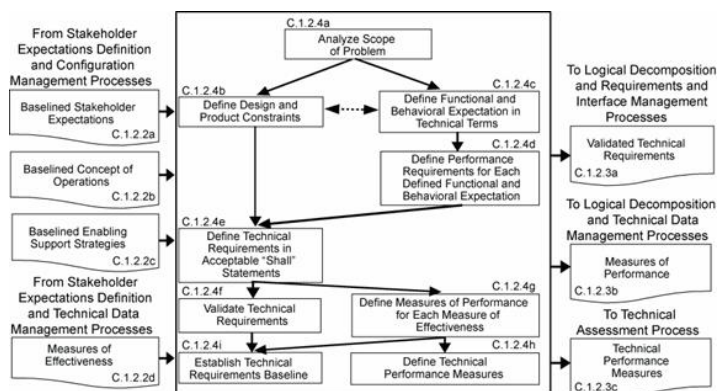 From Stakeholder
Expectations Definition
and Configuration
Management Processes
Baselined Stakeholder
Expectations
C.1.2.2a
Baselined Concept of
Operations
C.1.2.2b
Baselined Enabling
Support Strategies
C.1.2.2c
From Stakeholder
Expectations Definition
and Technical Data
Management Processes
Measures of
Effectiveness
C.1.2.2d
C.1.2.4a
Analyze Scope
of Problem
C.1.2.4b
Define Design and
Product Constraints
C.1.2.4c
Define Functional and
Behavioral Expectation in
Technical Terms
C.1.2.4d
Define Performance
Requirements for Each
Defined Functional and
Behavioral Expectation
C.1.2.4e
Define Technical
Requirements in
Acceptable "Shall"
Statements
C.1.2.4f
Validate Technical
Requirements
C.1.2.4g
Define Measures of Performance
for Each Measure of
Effectiveness
C.1.2.4i
Establish Technical
Requirements Baseline
C.1.2.4h
Define Technical
Performance Measures
To Logical Decomposition
and Requirements and
Interface Management
Processes
Validated Technical
Requirements
C.1.2.3a
To Logical Decomposition
and Technical Data
Management Processes
Measures of
Performance
C.1.2.3b
To Technical
Assessment Process
Technical
Performance
Measures
C.1.2.3c